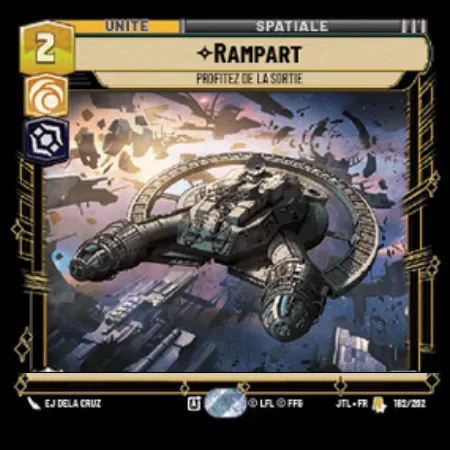 UNITÉ SPATIALE
2
RAMPART
PROFITEZ DE LA SORTIE
EJ DELA CRUZ
© LFL © FFG
JTL • FR
182/262